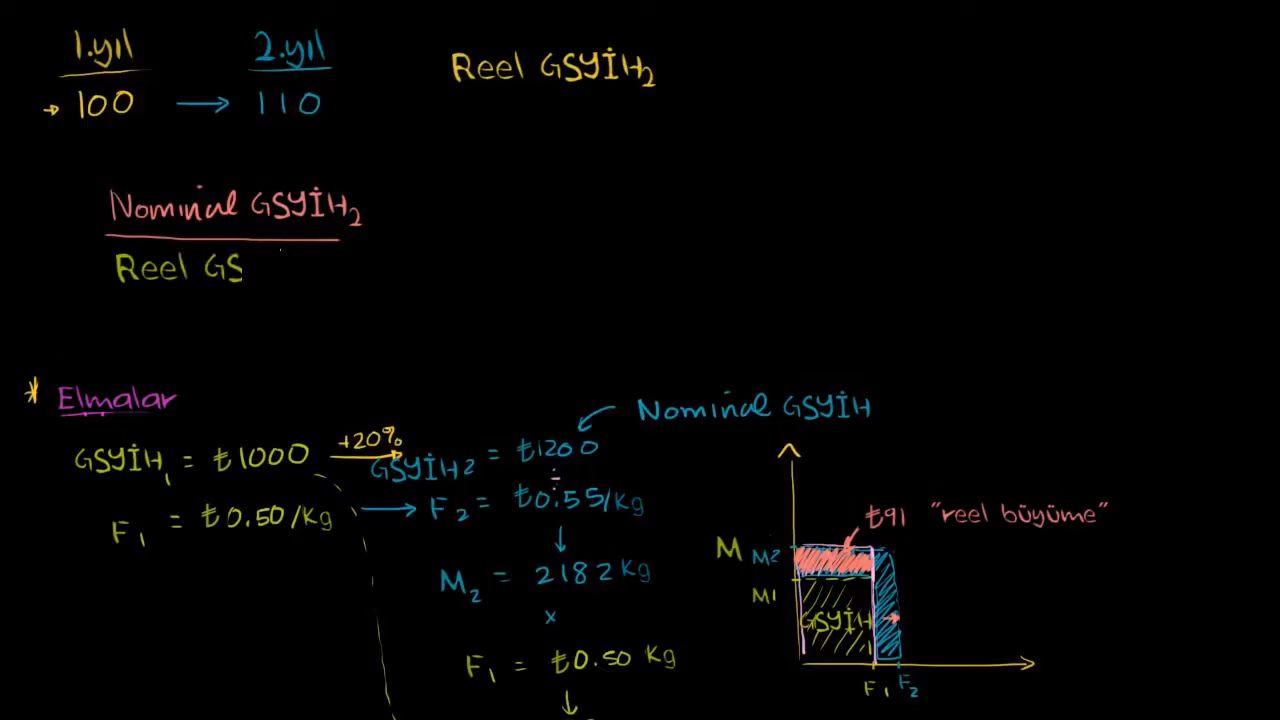 1.yıl 2.yıl
100 → 110
Reel GSYİH2
Nominal GSYİH2
Reel GS
* Elmalar
GSYİH1 = ₺1000
+20%
GSYİH2 = ₺1200
Nominal GSYİH
÷
F1 = ₺0.50/Kg
F2 = ₺0.55/Kg
M2 = 2182 Kg
x
F1 = ₺0.50 Kg
₺91 "reel büyüme"
M
M2
M1
GSYİH
F1 F2